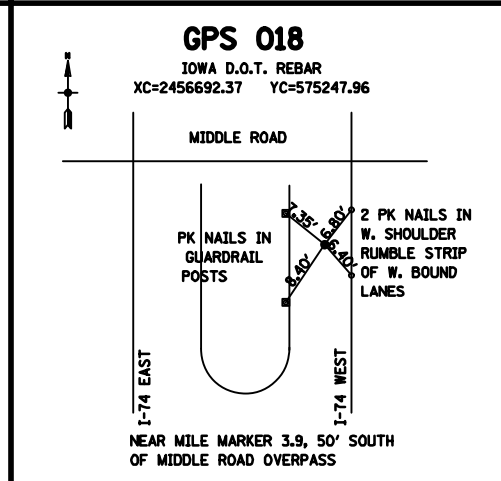 GPS 018
IOWA D.O.T. REBAR
XC=2456692.37 YC=575247.96
N
MIDDLE ROAD
7.35'
6.80'
2 PK NAILS IN
W. SHOULDER
RUMBLE STRIP
OF W. BOUND
LANES
PK NAILS IN
GUARDRAIL
POSTS
6.40'
8.40'
I-74 EAST
I-74 WEST
NEAR MILE MARKER 3.9, 50' SOUTH
OF MIDDLE ROAD OVERPASS